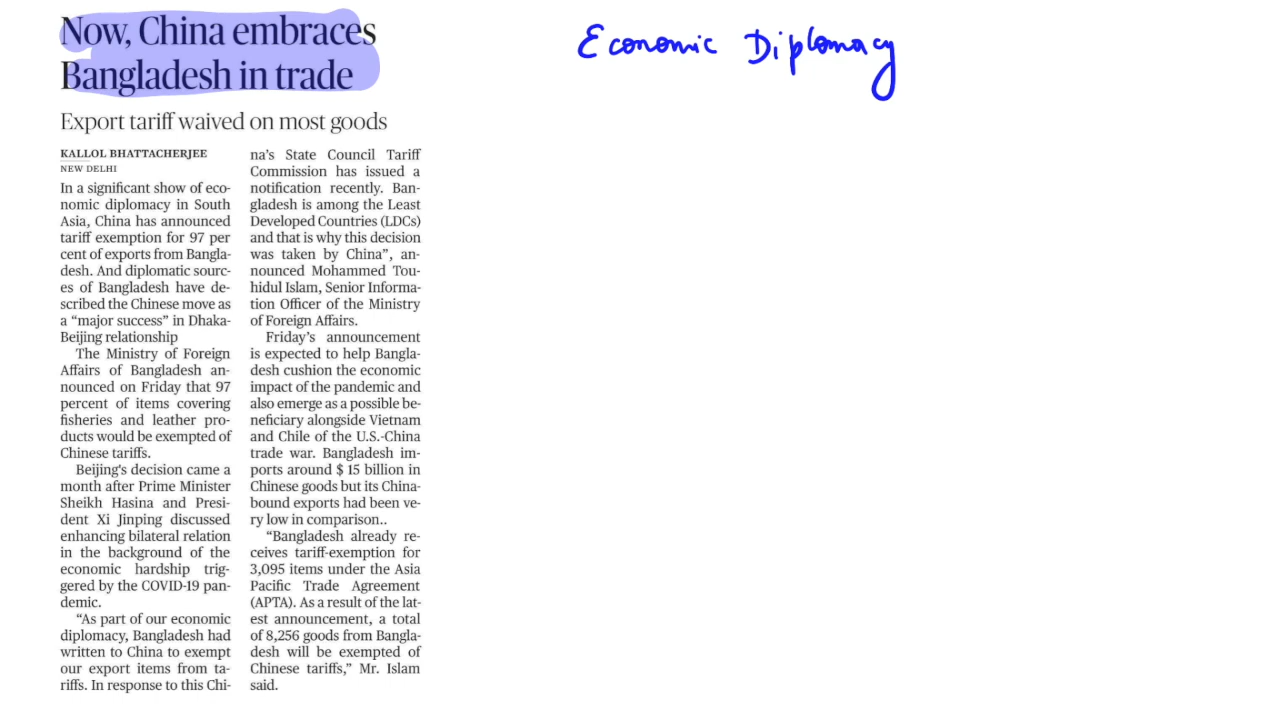 Now, China embraces
Bangladesh in trade
Economic Diplomacy
Export tariff waived on most goods
KALLOL BHATTACHERJEE
NEW DELHI
In a significant show of eco-
nomic diplomacy in South
Asia, China has announced
tariff exemption for 97 per
cent of exports from Bangla-
desh. And diplomatic sourc-
es of Bangladesh have de-
scribed the Chinese move as
a “major success” in Dhaka-
Beijing relationship
The Ministry of Foreign
Affairs of Bangladesh an-
nounced on Friday that 97
percent of items covering
fisheries and leather pro-
ducts would be exempted of
Chinese tariffs.
Beijing's decision came a
month after Prime Minister
Sheikh Hasina and Presi-
dent Xi Jinping discussed
enhancing bilateral relation
in the background of the
economic hardship trig-
gered by the COVID-19 pan-
demic.
“As part of our economic
diplomacy, Bangladesh had
written to China to exempt
our export items from ta-
riffs. In response to this Chi-
na’s State Council Tariff
Commission has issued a
notification recently. Ban-
gladesh is among the Least
Developed Countries (LDCs)
and that is why this decision
was taken by China”, an-
nounced Mohammed Tou-
hidul Islam, Senior Informa-
tion Officer of the Ministry
of Foreign Affairs.
Friday’s announcement
is expected to help Bangla-
desh cushion the economic
impact of the pandemic and
also emerge as a possible be-
neficiary alongside Vietnam
and Chile of the U.S.-China
trade war. Bangladesh im-
ports around $ 15 billion in
Chinese goods but its China-
bound exports had been ve-
ry low in comparison..
“Bangladesh already re-
ceives tariff-exemption for
3,095 items under the Asia
Pacific Trade Agreement
(APTA). As a result of the lat-
est announcement, a total
of 8,256 goods from Bangla-
desh will be exempted of
Chinese tariffs,” Mr. Islam
said.